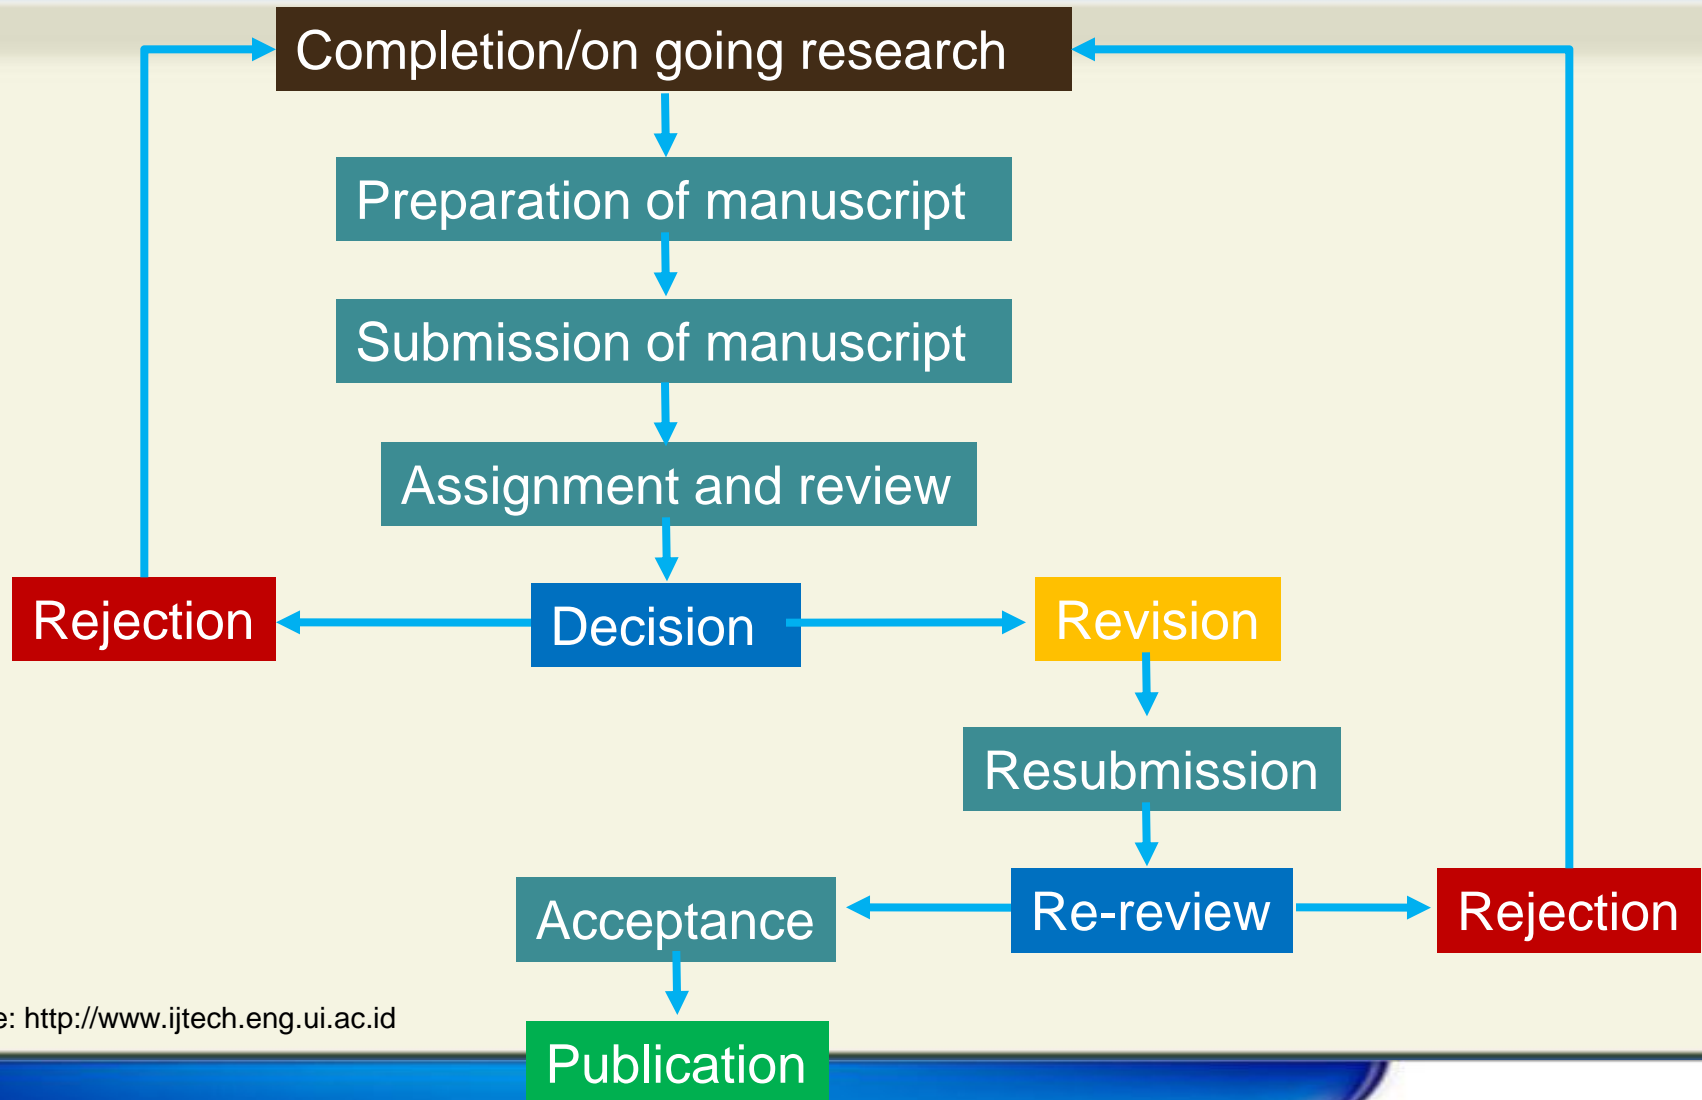 Completion/on going research
Preparation of manuscript
Submission of manuscript
Assignment and review
Rejection
Decision
Revision
Resubmission
Acceptance
Re-review
Rejection
e: http://www.ijtech.eng.ui.ac.id
Publication